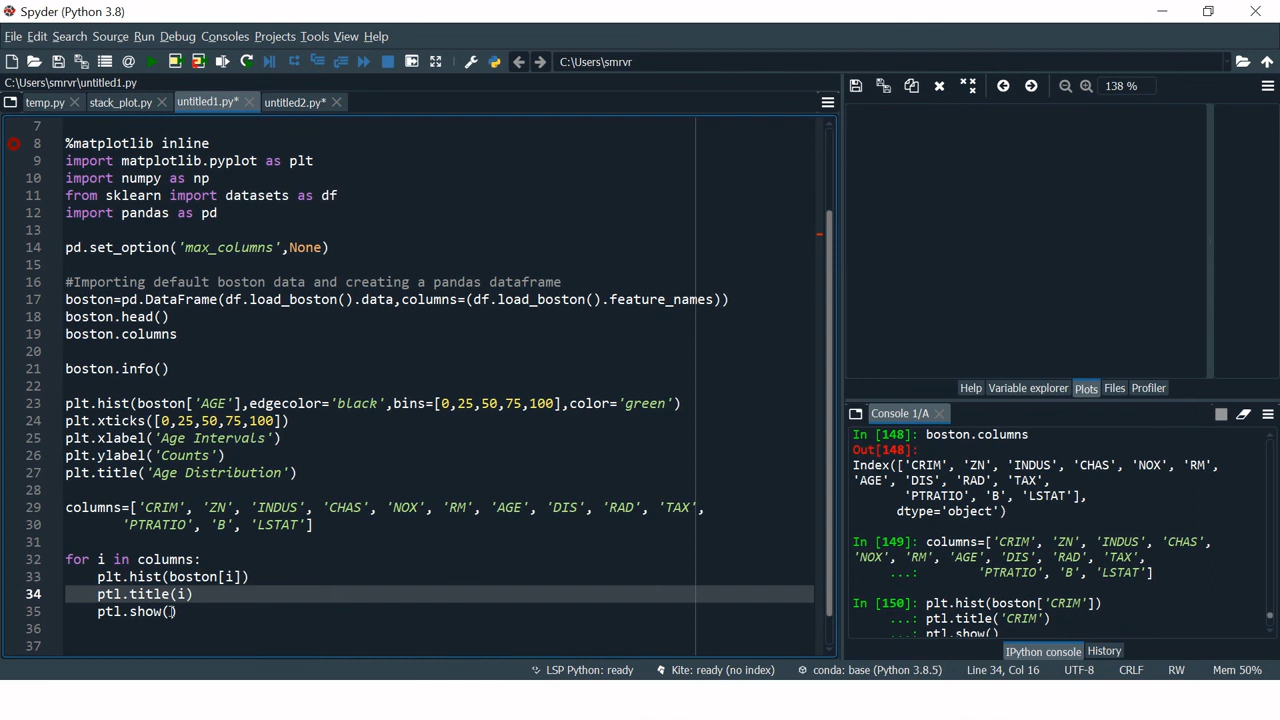 Spyder (Python 3.8)
File Edit Search Source Run Debug Consoles Projects Tools View Help
C:\Users\smrvr
C:\Users\smrvr\untitled1.py
temp.py stack_plot.py untitled1.py* untitled2.py*
138 %
7
8 %matplotlib inline
9 import matplotlib.pyplot as plt
10 import numpy as np
11 from sklearn import datasets as df
12 import pandas as pd
13
14 pd.set_option('max_columns',None)
15
16 #Importing default boston data and creating a pandas dataframe
17 boston=pd.DataFrame(df.load_boston().data,columns=(df.load_boston().feature_names))
18 boston.head()
19 boston.columns
20
21 boston.info()
22
23 plt.hist(boston['AGE'],edgecolor='black',bins=[0,25,50,75,100],color='green')
24 plt.xticks([0,25,50,75,100])
25 plt.xlabel('Age Intervals')
26 plt.ylabel('Counts')
27 plt.title('Age Distribution')
28
29 columns=['CRIM', 'ZN', 'INDUS', 'CHAS', 'NOX', 'RM', 'AGE', 'DIS', 'RAD', 'TAX',
30 'PTRATIO', 'B', 'LSTAT']
31
32 for i in columns:
33 plt.hist(boston[i])
34 ptl.title(i)
35 ptl.show()
36
37
Help Variable explorer Plots Files Profiler
Console 1/A
In [148]: boston.columns
Out[148]:
Index(['CRIM', 'ZN', 'INDUS', 'CHAS', 'NOX', 'RM',
'AGE', 'DIS', 'RAD', 'TAX',
'PTRATIO', 'B', 'LSTAT'],
dtype='object')
In [149]: columns=['CRIM', 'ZN', 'INDUS', 'CHAS',
'NOX', 'RM', 'AGE', 'DIS', 'RAD', 'TAX',
...: 'PTRATIO', 'B', 'LSTAT']
In [150]: plt.hist(boston['CRIM'])
...: ptl.title('CRIM')
...: ptl.show()
IPython console History
LSP Python: ready Kite: ready (no index) conda: base (Python 3.8.5) Line 34, Col 16 UTF-8 CRLF RW Mem 50%